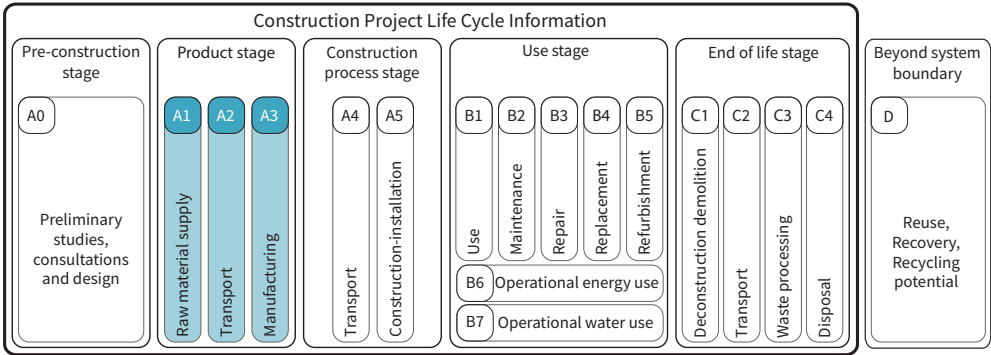 Construction Project Life Cycle Information
Pre-construction
stage
A0
Preliminary
studies,
consultations
and design
Product stage
A1
Raw material supply
A2
Transport
A3
Manufacturing
Construction
process stage
A4
Transport
A5
Construction-installation
Use stage
B1
Use
B2
Maintenance
B3
Repair
B4
Replacement
B5
Refurbishment
B6 Operational energy use
B7 Operational water use
End of life stage
C1
Deconstruction demolition
C2
Transport
C3
Waste processing
C4
Disposal
Beyond system
boundary
D
Reuse,
Recovery,
Recycling
potential